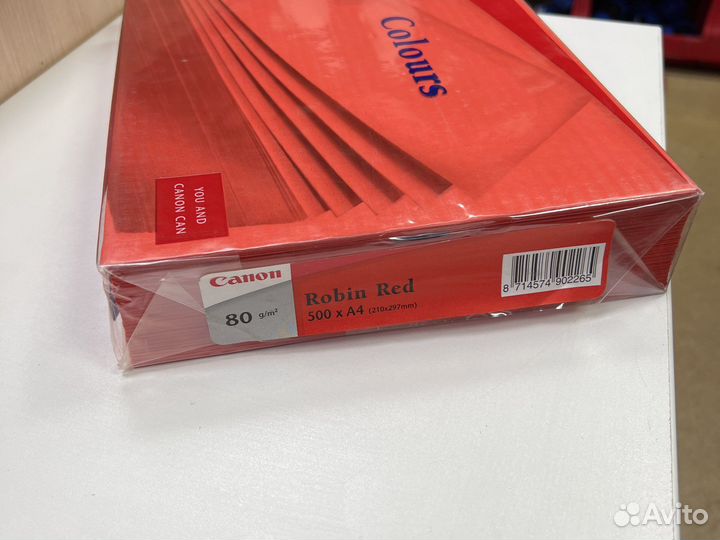 Colours
YOU AND
CANON CAN
Canon
80 g/m²
Robin Red
500 x A4 (210x297mm)
8 714574 902265
Avito